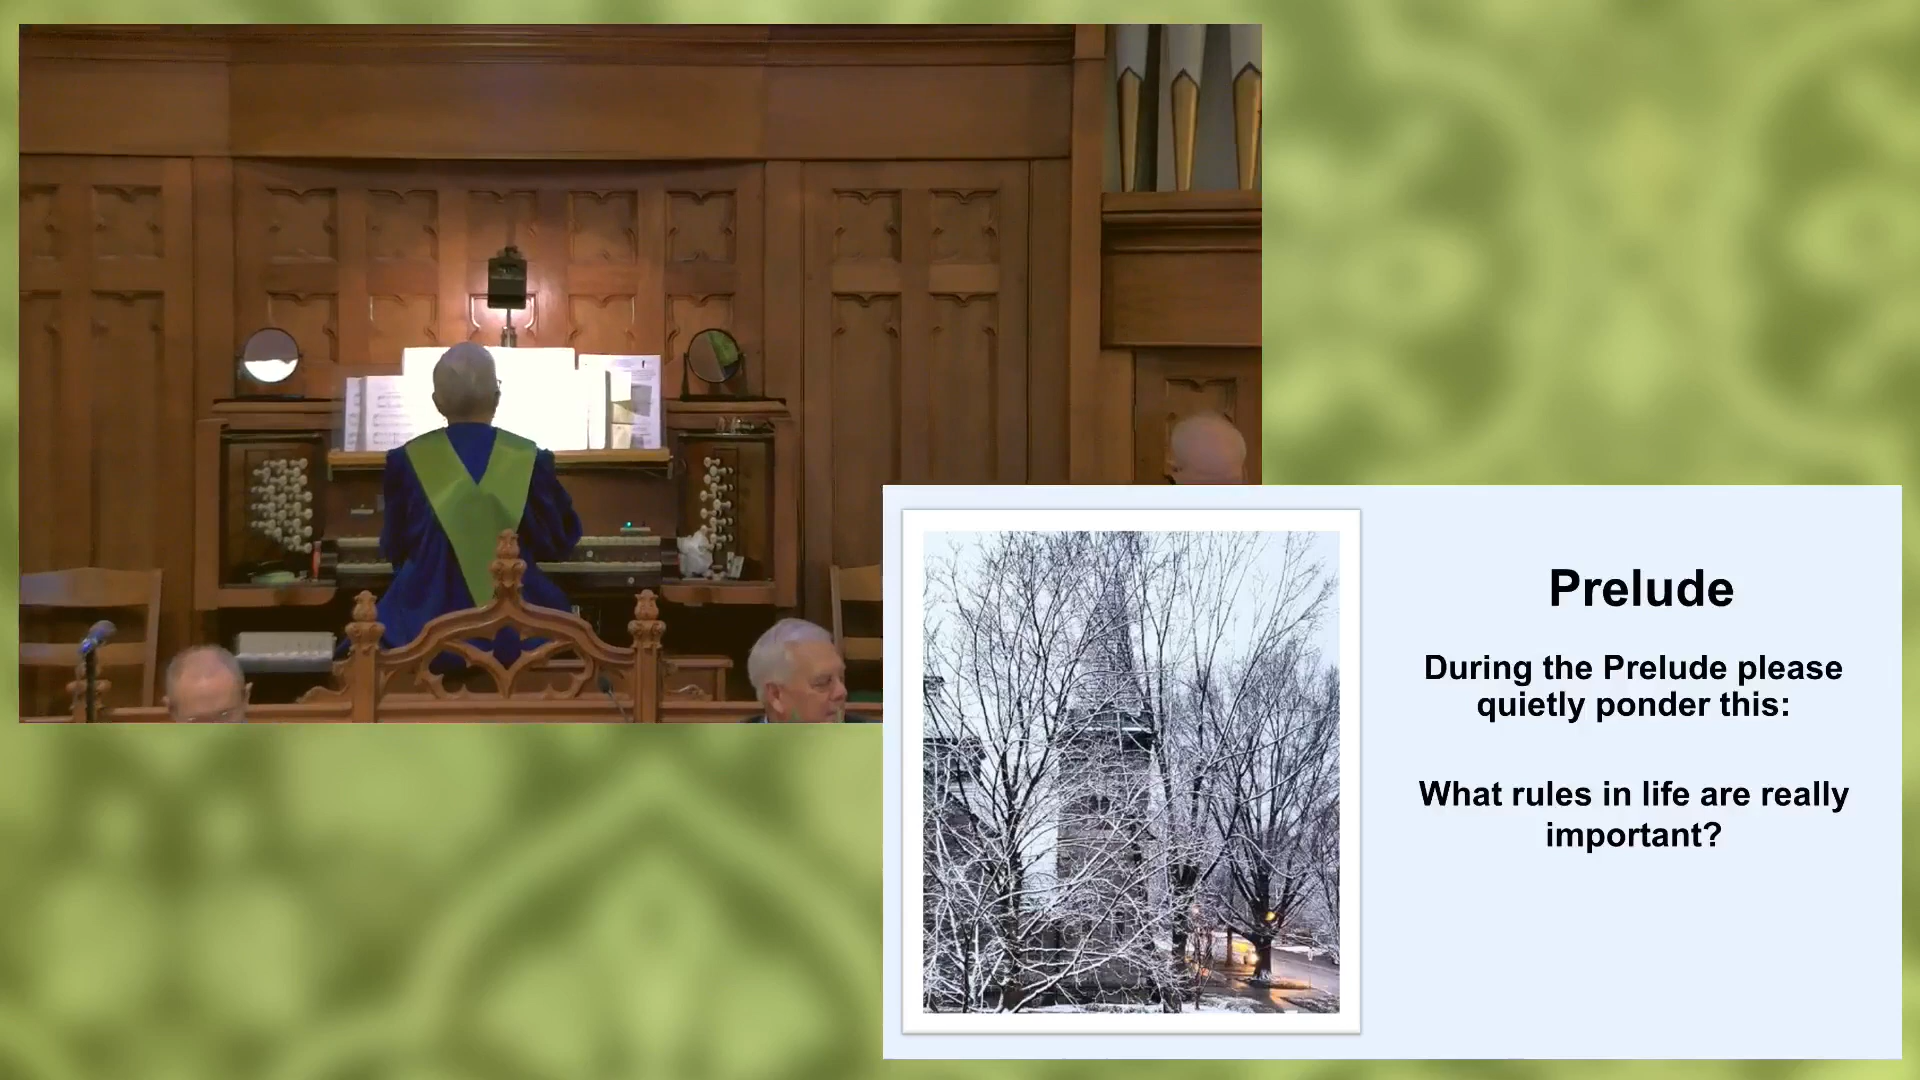 Prelude
During the Prelude please
quietly ponder this:
What rules in life are really
important?